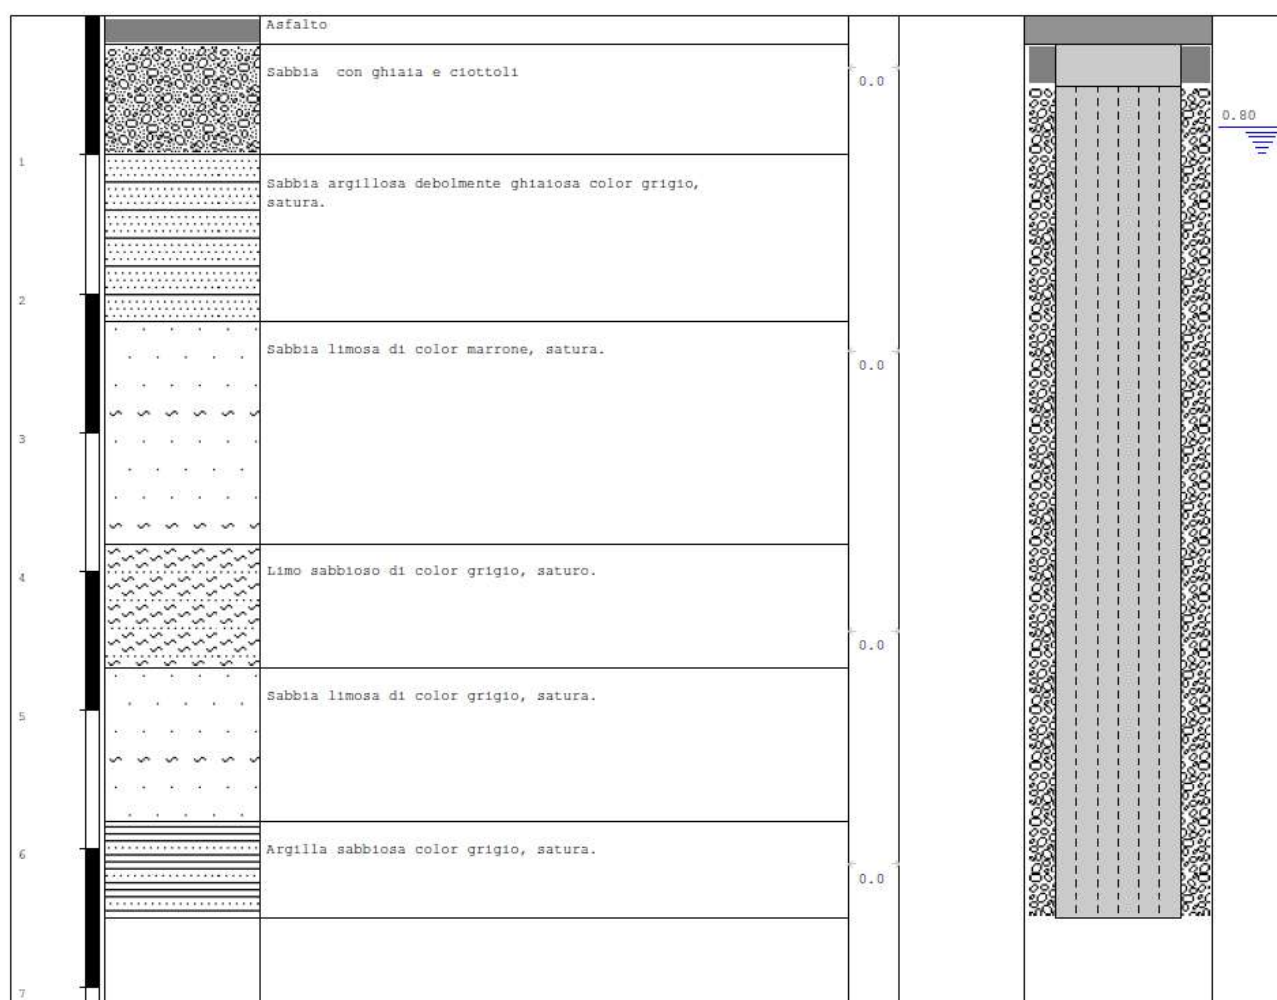 Asfalto
Sabbia  con ghiaia e ciottoli
0.0
0.80
1
Sabbia argillosa debolmente ghiaiosa color grigio,
satura.
2
Sabbia limosa di color marrone, satura.
0.0
3
4
Limo sabbioso di color grigio, saturo.
0.0
5
Sabbia limosa di color grigio, satura.
6
Argilla sabbiosa color grigio, satura.
0.0
7